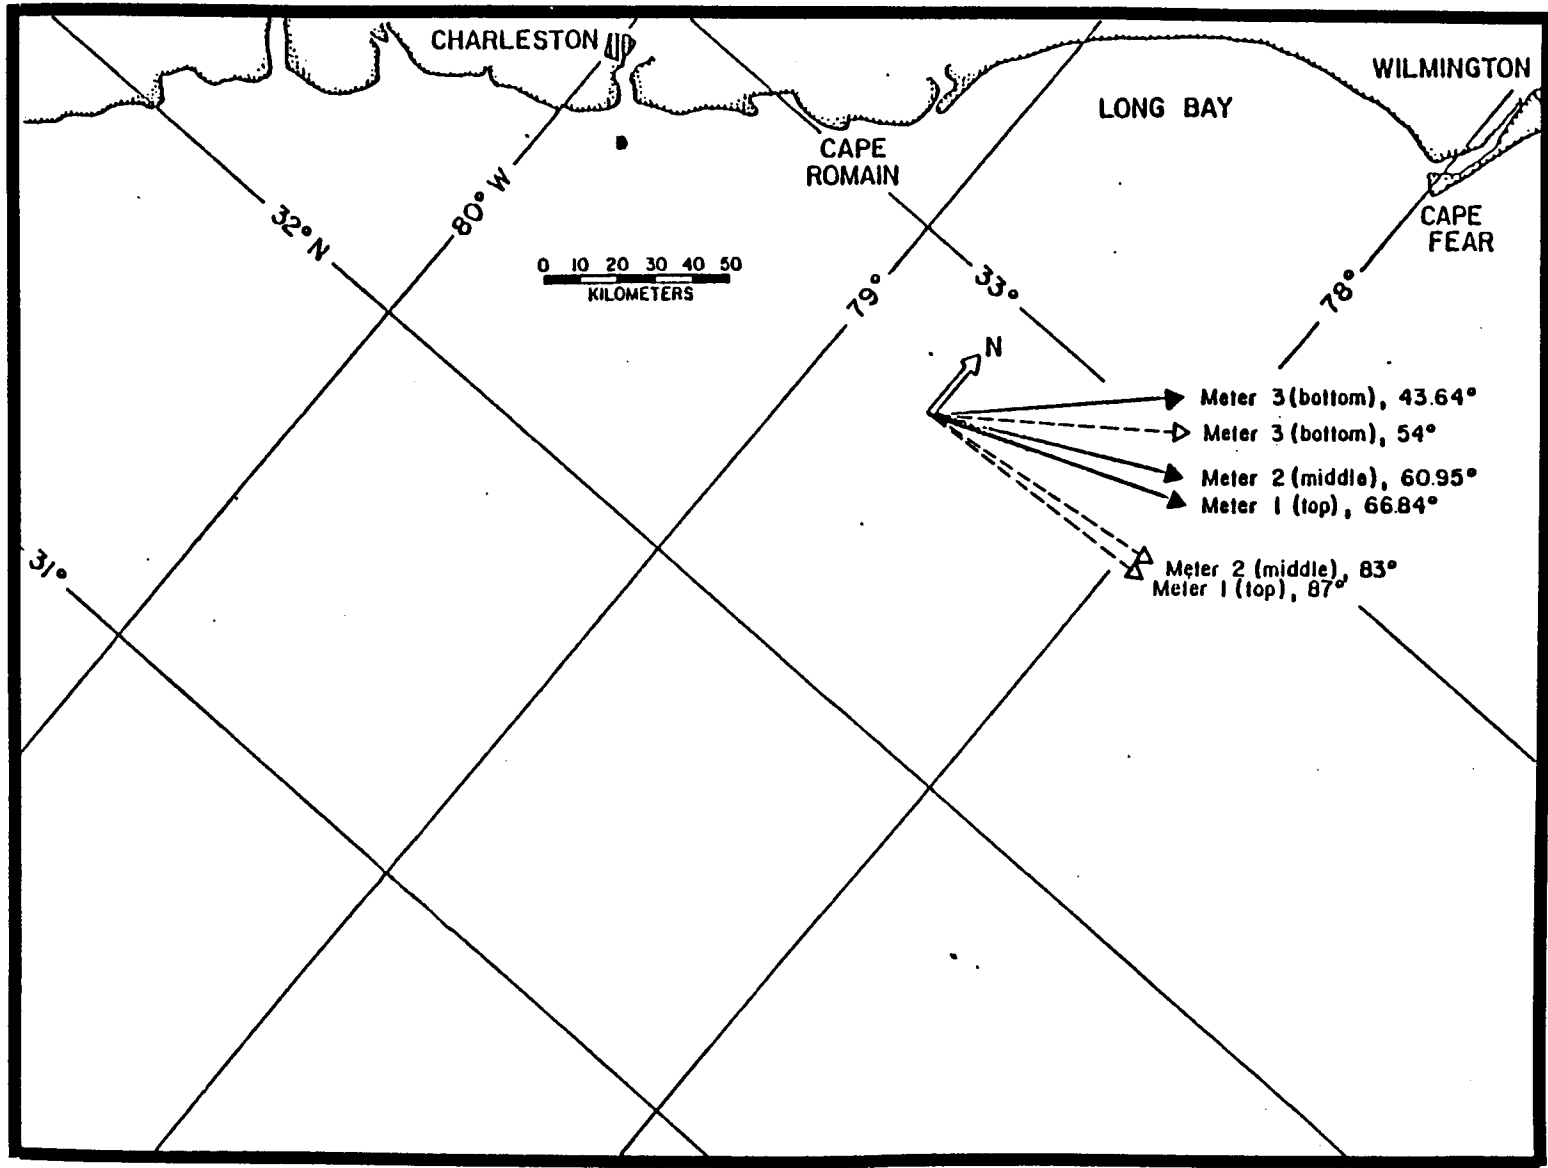 CHARLESTON
WILMINGTON
LONG BAY
CAPE
ROMAIN
CAPE
FEAR
32° N
80° W
0 10 20 30 40 50
KILOMETERS
79°
33°
78°
N
Meter 3 (bottom), 43.64°
Meter 3 (bottom), 54°
Meter 2 (middle), 60.95°
Meter 1 (top), 66.84°
31°
Meter 2 (middle), 83°
Meter 1 (top), 87°